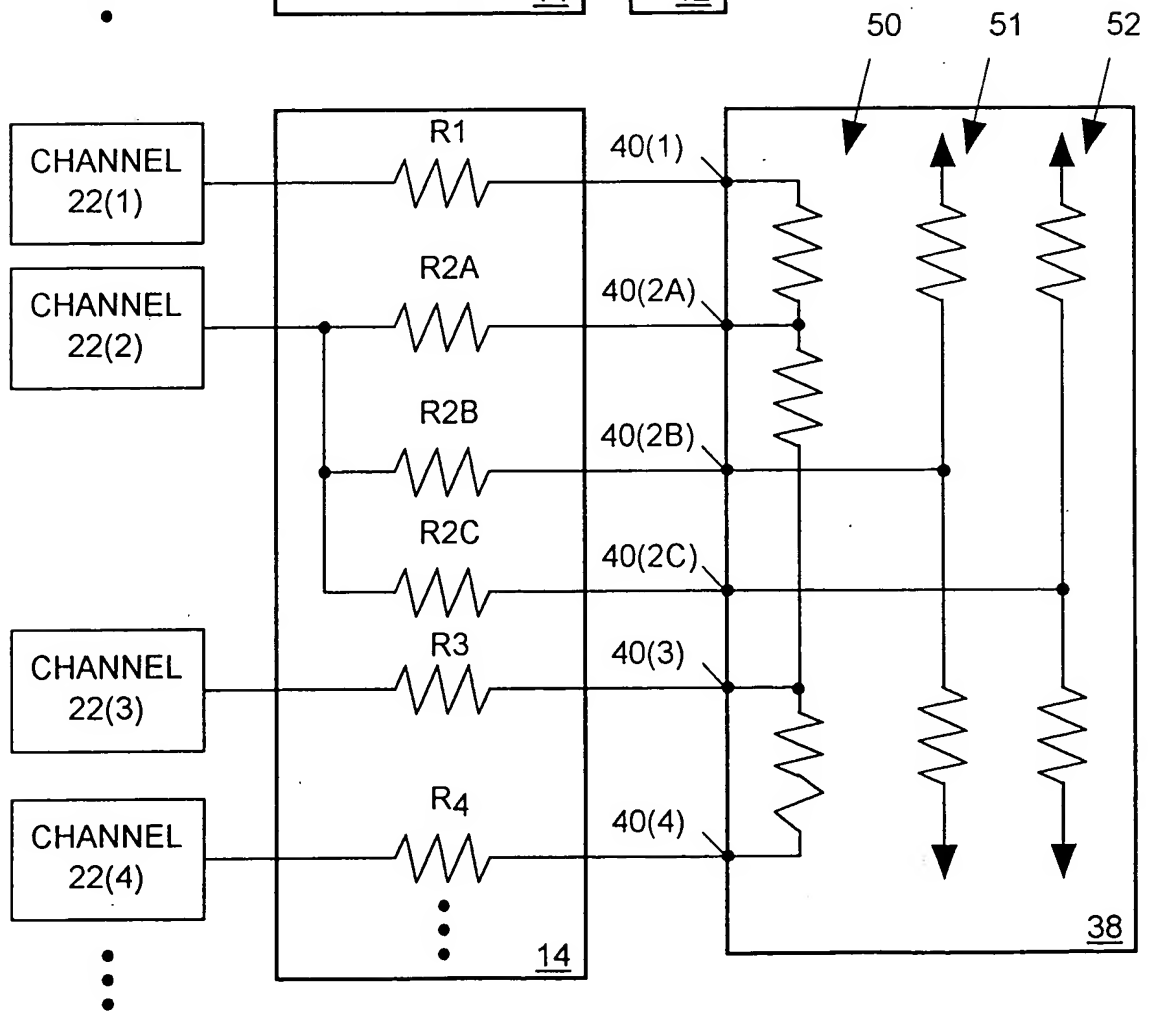 50 51 52
R1
40(1)
CHANNEL
22(1)
R2A
40(2A)
CHANNEL
22(2)
R2B
40(2B)
R2C
40(2C)
CHANNEL
22(3)
R3
40(3)
CHANNEL
22(4)
R4
40(4)
14
38